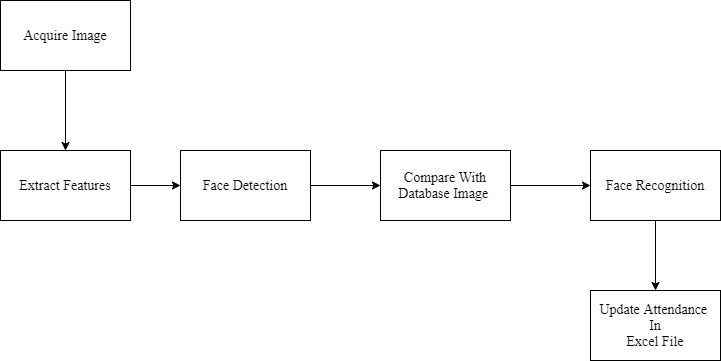 Acquire Image
Extract Features
Face Detection
Compare With
Database Image
Face Recognition
Update Attendance
In
Excel File